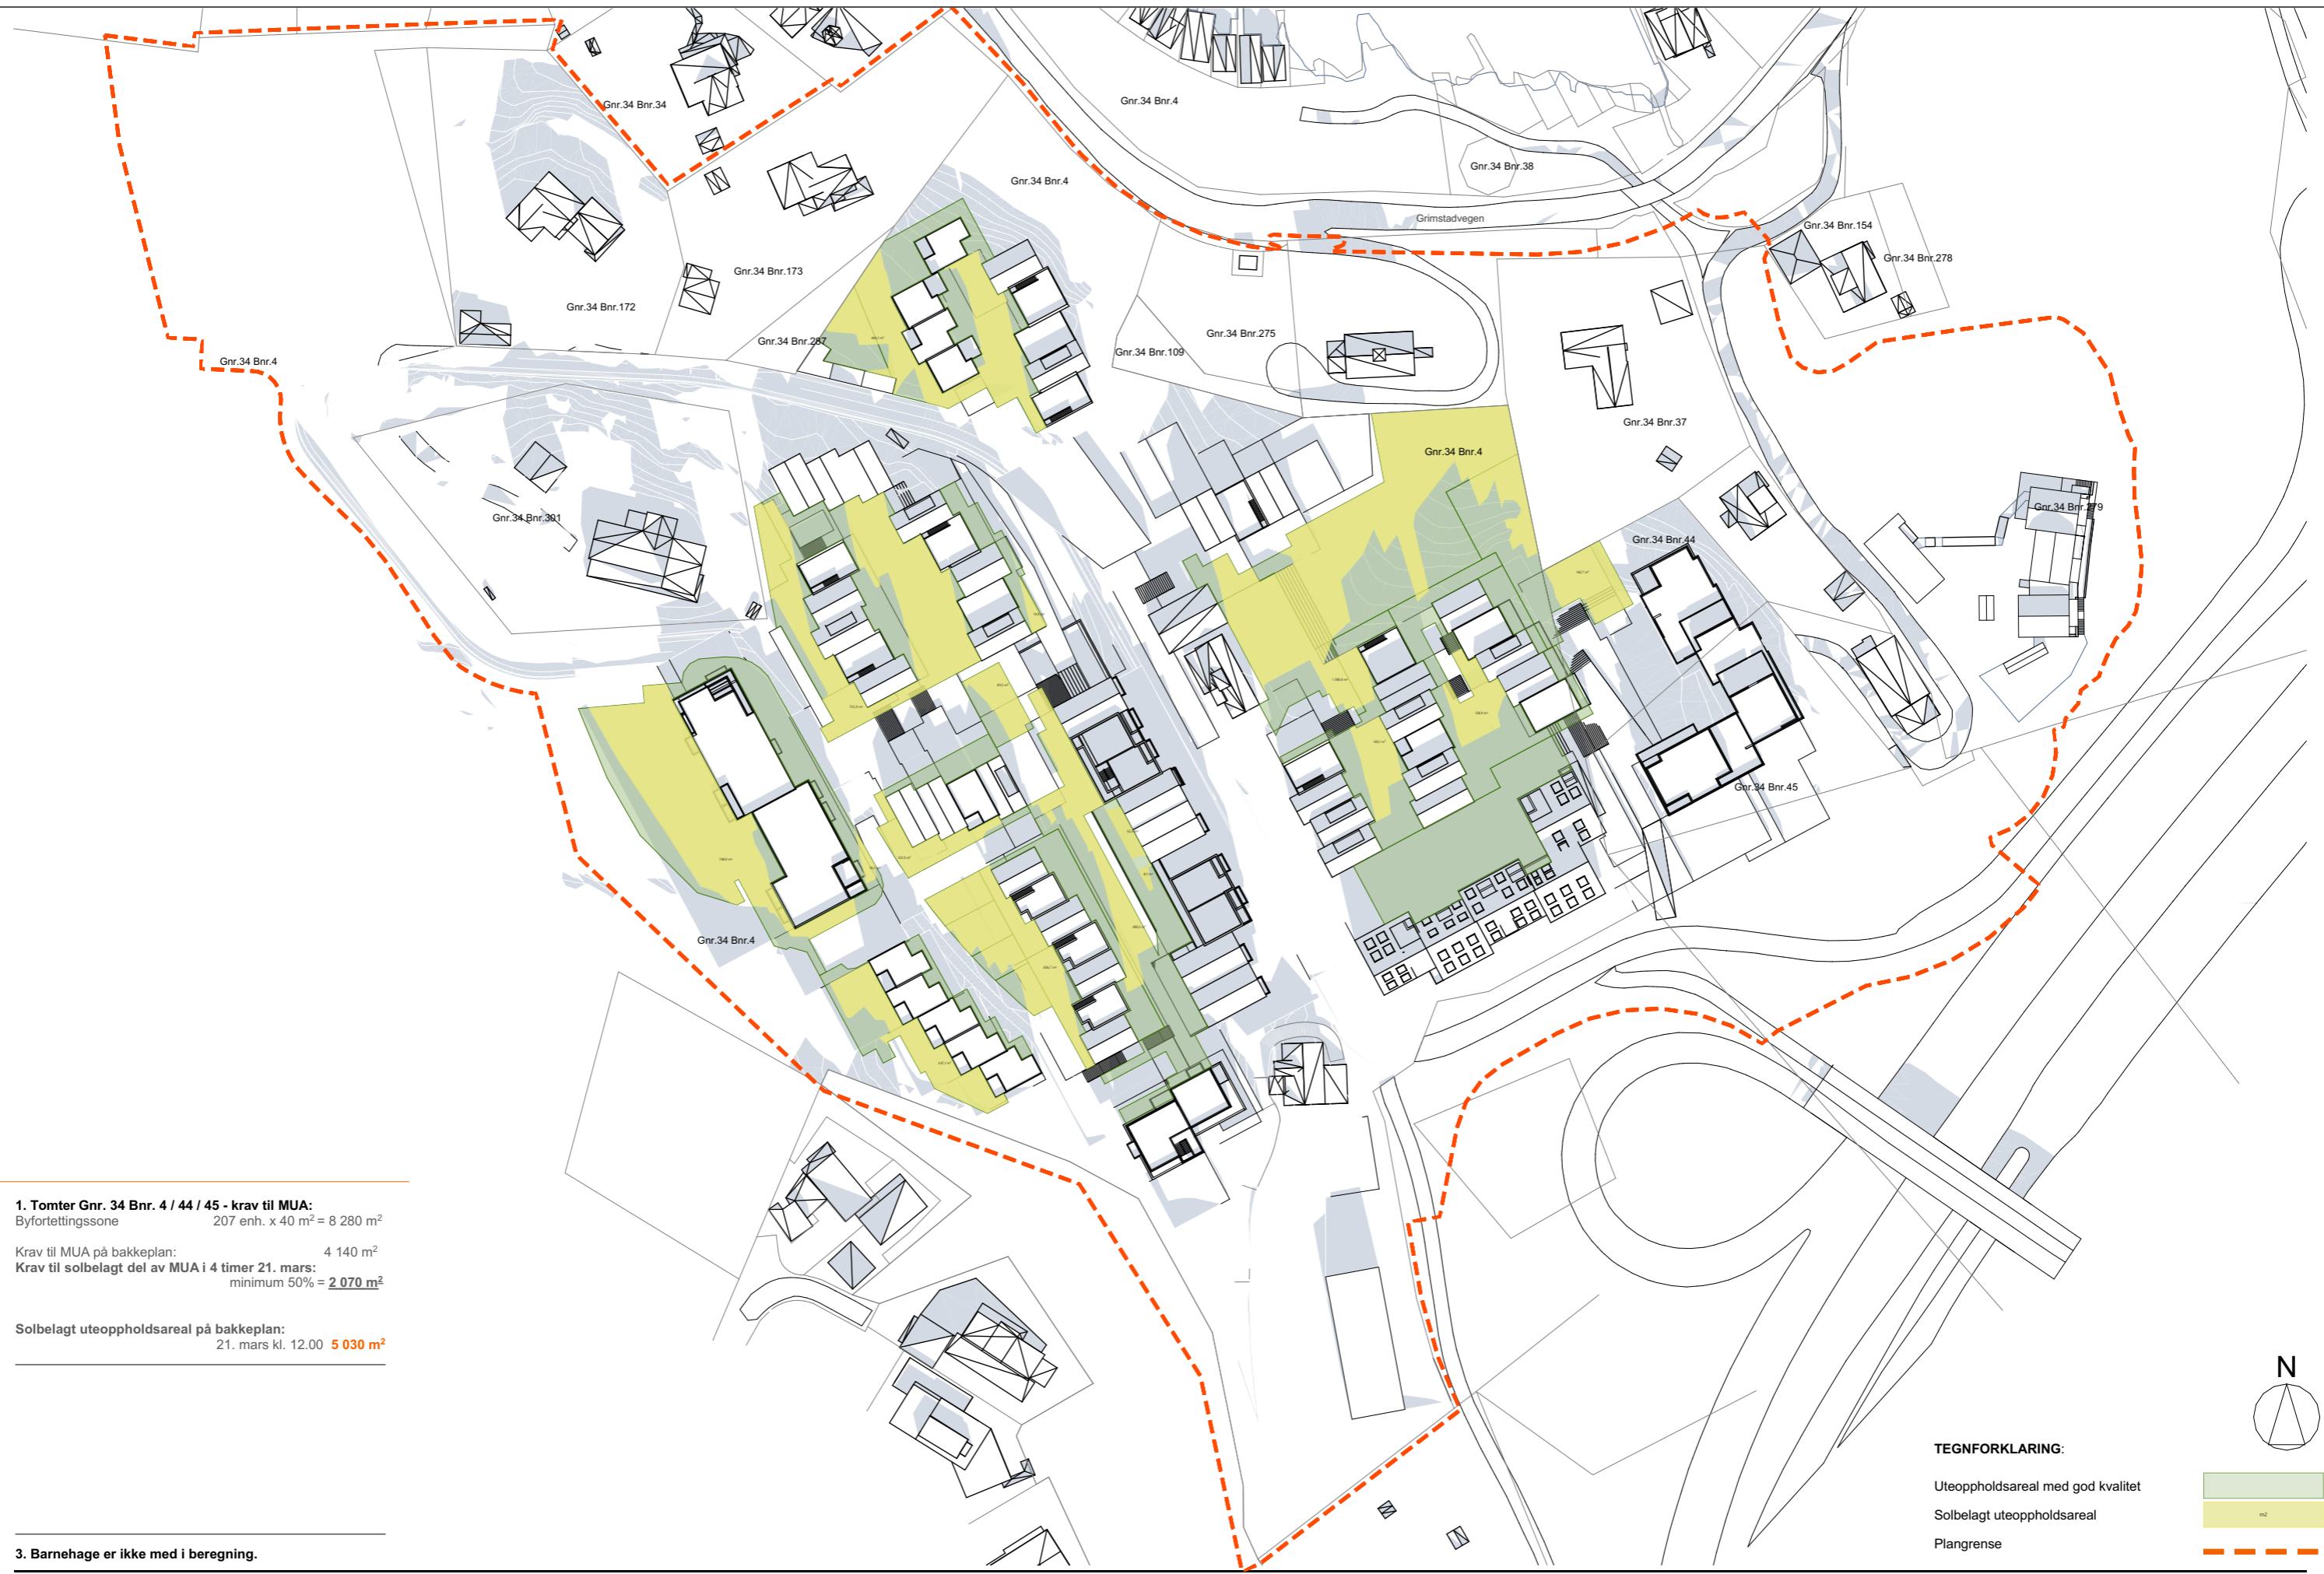 Gnr.34 Bnr.34
Gnr.34 Bnr.4
Gnr.34 Bnr.4
Gnr.34 Bnr.38
Grimstadvegen
Gnr.34 Bnr.154
Gnr.34 Bnr.278
Gnr.34 Bnr.173
Gnr.34 Bnr.172
Gnr.34 Bnr.287
Gnr.34 Bnr.275
Gnr.34 Bnr.109
Gnr.34 Bnr.4
Gnr.34 Bnr.37
Gnr.34 Bnr.4
Gnr.34 Bnr.301
Gnr.34 Bnr.279
Gnr.34 Bnr.44
Gnr.34 Bnr.45
Gnr.34 Bnr.4
1. Tomter Gnr. 34 Bnr. 4 / 44 / 45 - krav til MUA:
Byfortettingssone 207 enh. x 40 m² = 8 280 m²
Krav til MUA på bakkeplan: 4 140 m²
Krav til solbelagt del av MUA i 4 timer 21. mars:
minimum 50% = 2 070 m²
Solbelagt uteoppholdsareal på bakkeplan:
21. mars kl. 12.00 5 030 m²
3. Barnehage er ikke med i beregning.
N
TEGNFORKLARING:
Uteoppholdsareal med god kvalitet
Solbelagt uteoppholdsareal m2
Plangrense